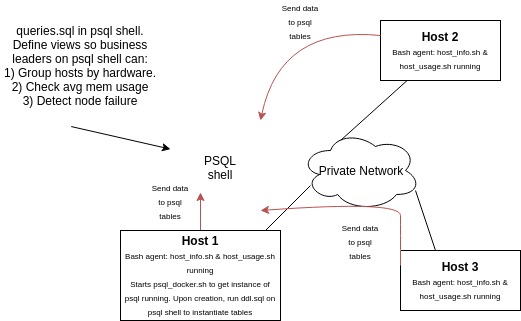 queries.sql in psql shell.
Define views so business
leaders on psql shell can:
1) Group hosts by hardware.
2) Check avg mem usage
3) Detect node failure
Send data
to psql
tables
Host 2
Bash agent: host_info.sh &
host_usage.sh running
PSQL
shell
Private Network
Send data
to psql
tables
Host 1
Bash agent: host_info.sh & host_usage.sh
running
Starts psql_docker.sh to get instance of
psql running. Upon creation, run ddl.sql on
psql shell to instantiate tables
Send data
to psql
tables
Host 3
Bash agent: host_info.sh &
host_usage.sh running